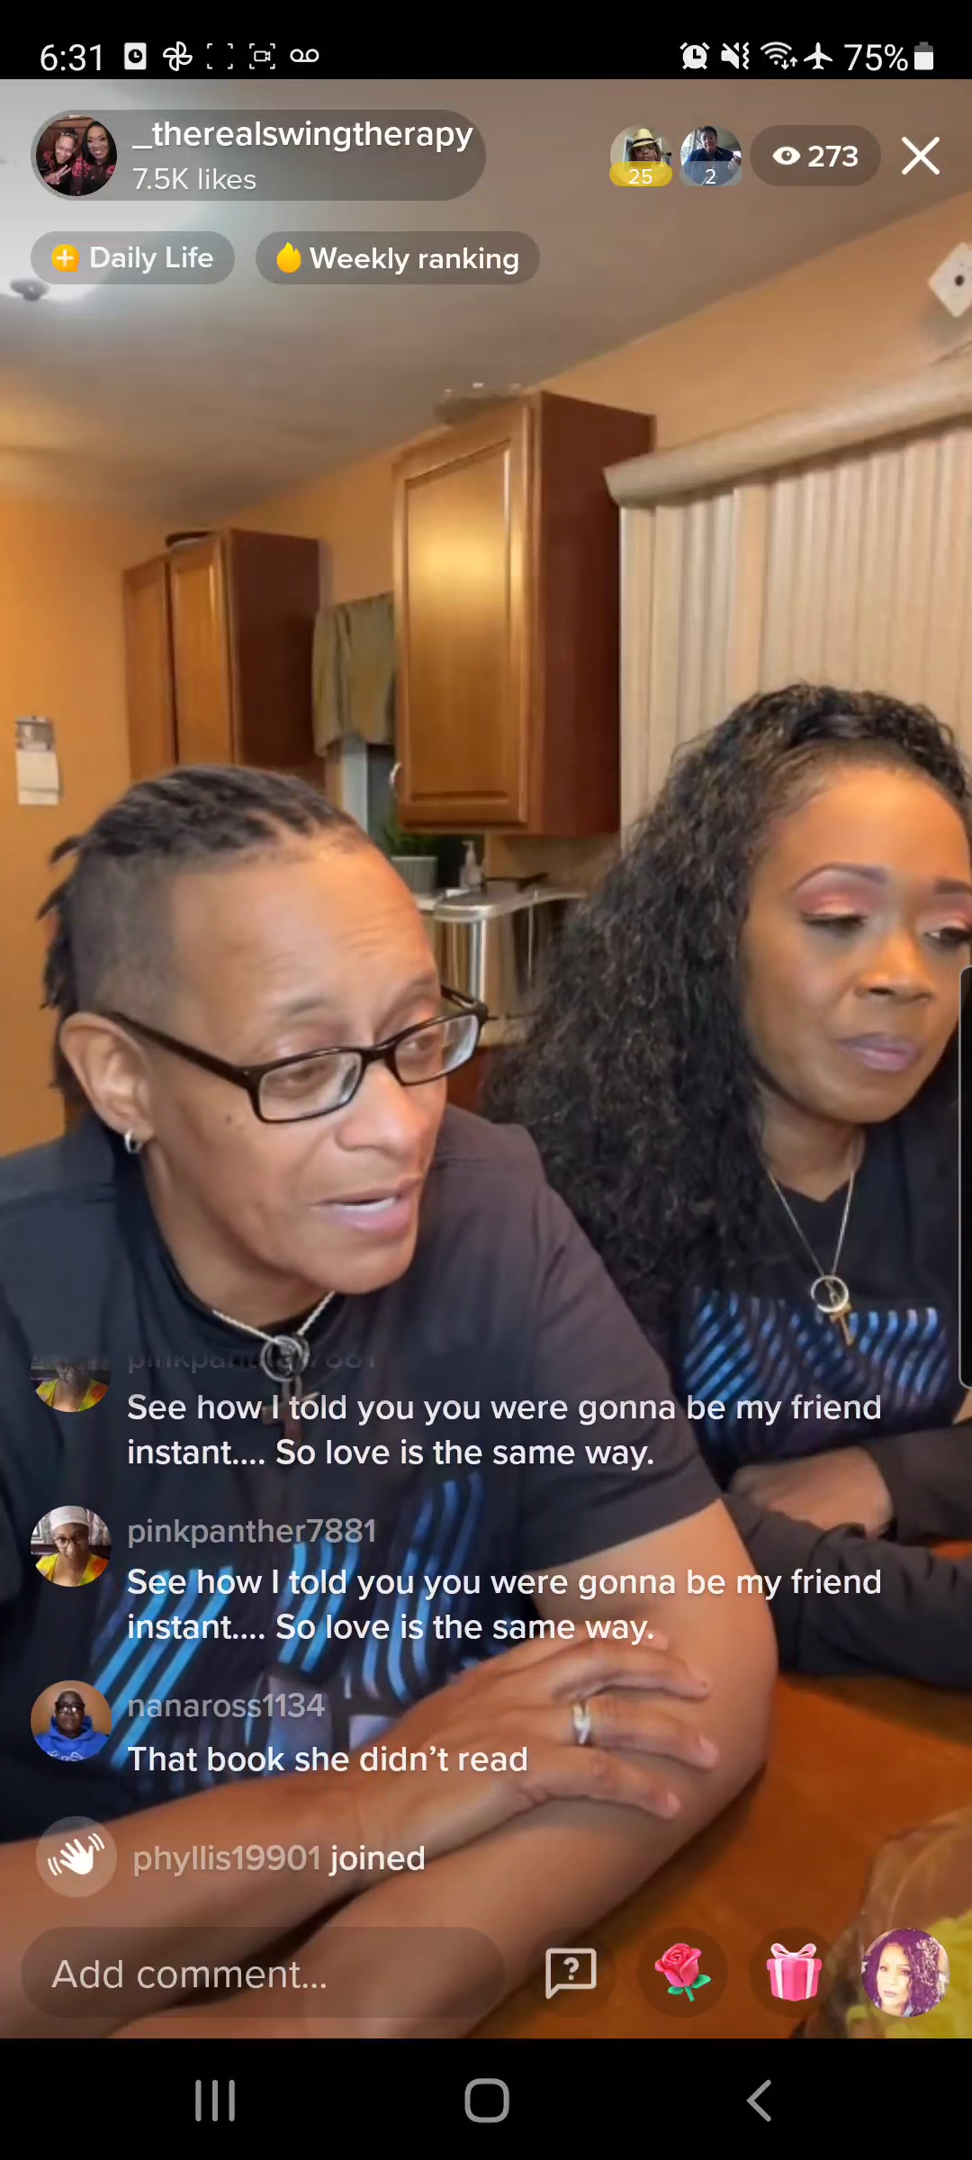 6:31
75%
_therealswingtherapy
7.5K likes
25
2
273
Daily Life
Weekly ranking
pinkpanther7881
See how I told you you were gonna be my friend
instant.... So love is the same way.
pinkpanther7881
See how I told you you were gonna be my friend
instant.... So love is the same way.
nanaross1134
That book she didn’t read
phyllis19901 joined
Add comment...
?